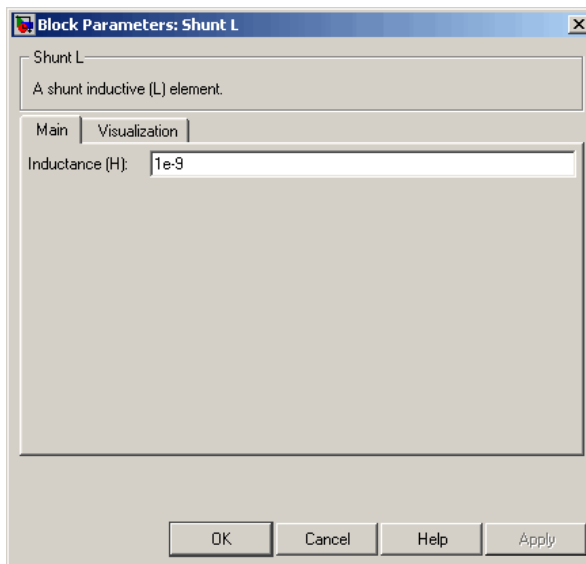 Block Parameters: Shunt L
Shunt L
A shunt inductive (L) element.
Main Visualization
Inductance (H): 1e-9
OK Cancel Help Apply